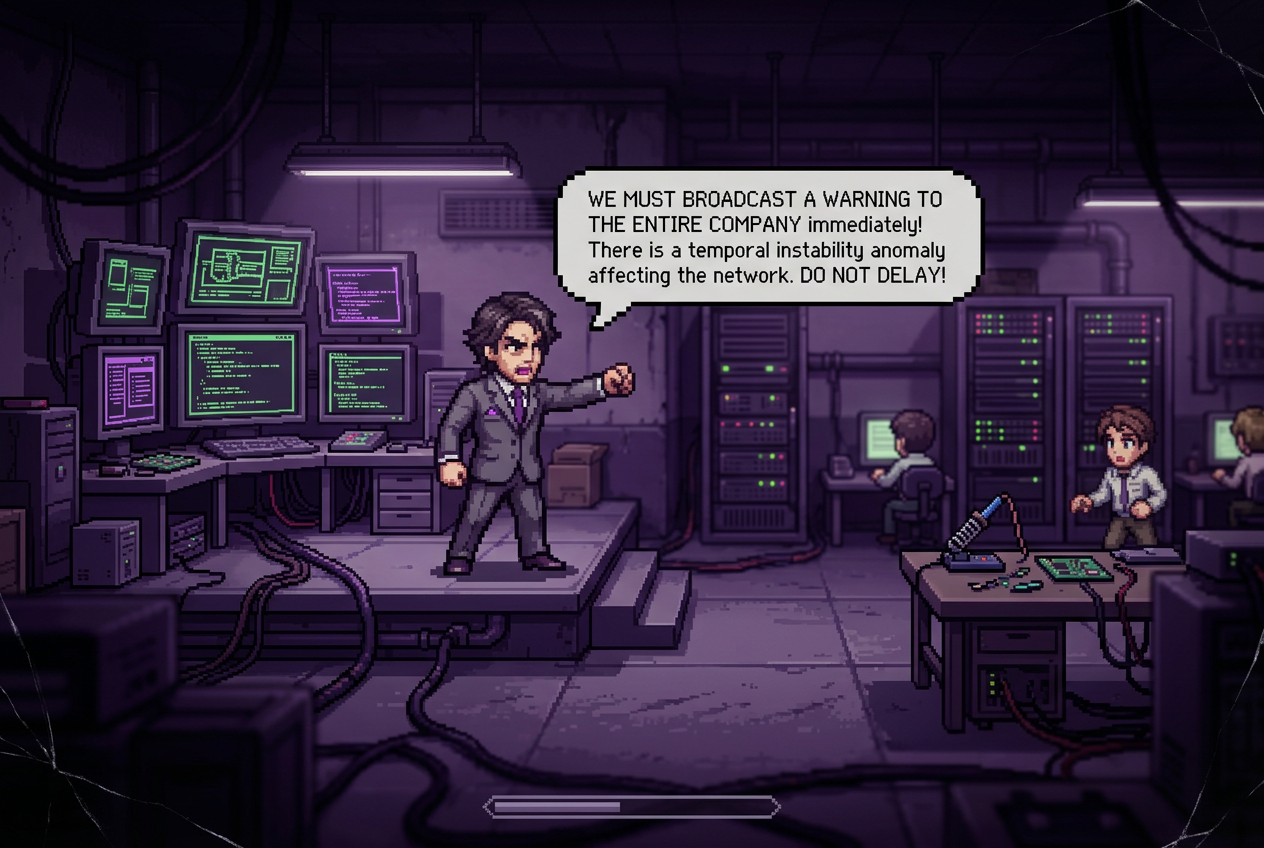 WE MUST BROADCAST A WARNING TO
THE ENTIRE COMPANY immediately!
There is a temporal instability anomaly
affecting the network. DO NOT DELAY!